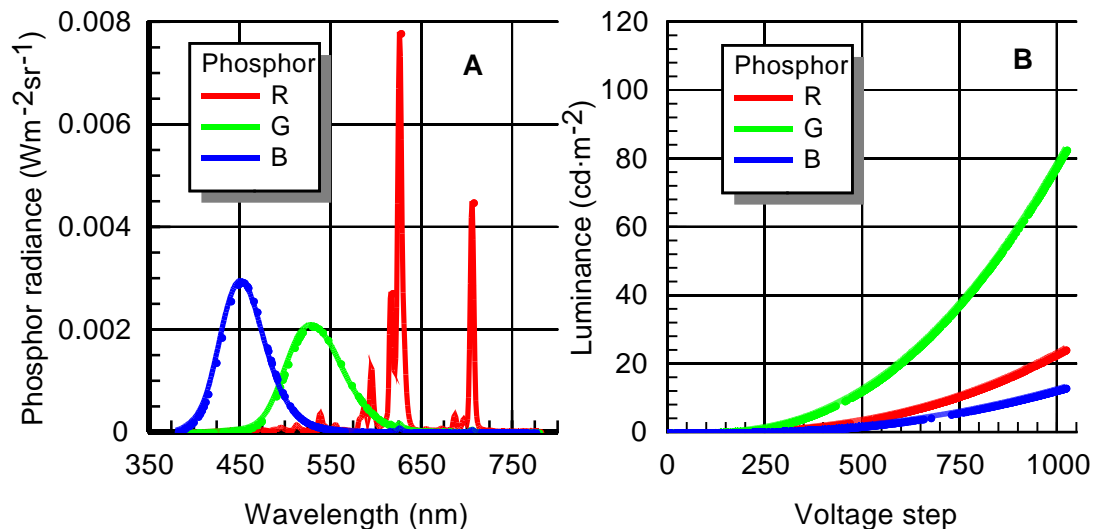 Phosphor radiance (Wm-2sr-1)
0.008
0.006
0.004
0.002
0
Phosphor
R
G
B
A
350 450 550 650 750
Wavelength (nm)
Luminance (cd·m-2)
120
100
80
60
40
20
0
Phosphor
R
G
B
B
0 250 500 750 1000
Voltage step